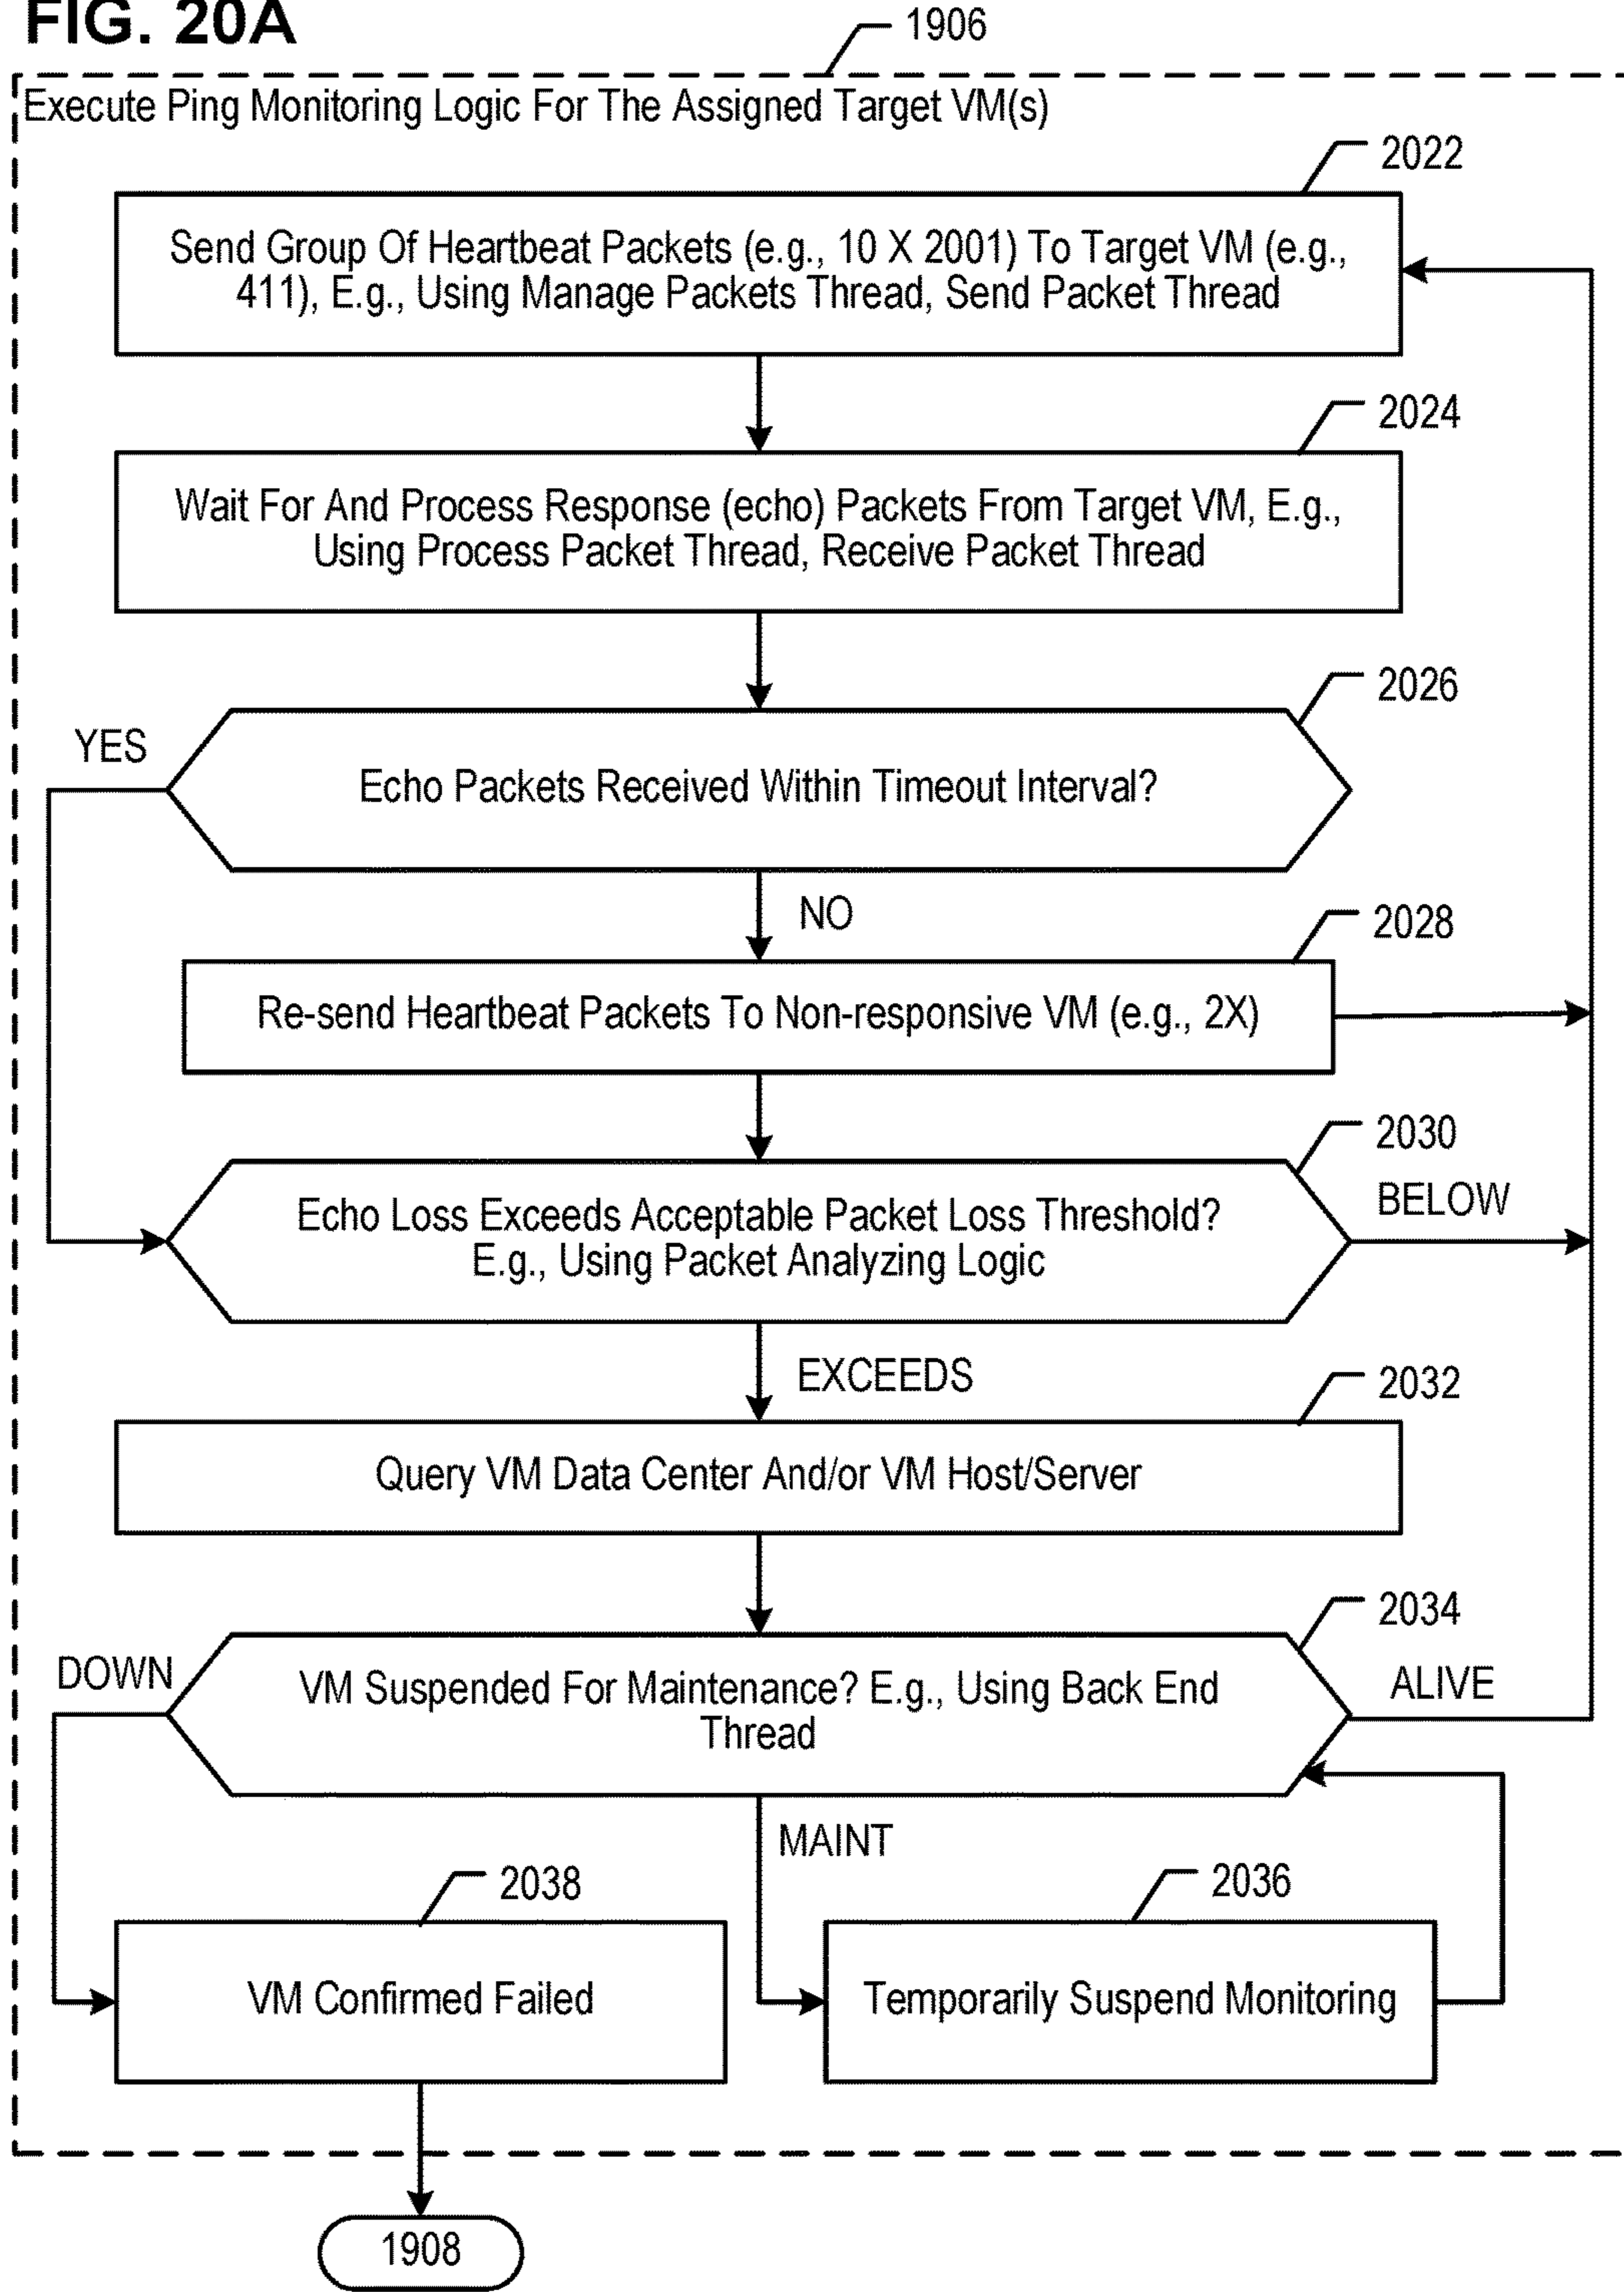 FIG. 20A
1906
Execute Ping Monitoring Logic For The Assigned Target VM(s)
2022
Send Group Of Heartbeat Packets (e.g., 10 X 2001) To Target VM (e.g.,
411), E.g., Using Manage Packets Thread, Send Packet Thread
2024
Wait For And Process Response (echo) Packets From Target VM, E.g.,
Using Process Packet Thread, Receive Packet Thread
2026
YES
Echo Packets Received Within Timeout Interval?
NO
2028
Re-send Heartbeat Packets To Non-responsive VM (e.g., 2X)
2030
Echo Loss Exceeds Acceptable Packet Loss Threshold?
E.g., Using Packet Analyzing Logic
BELOW
EXCEEDS
2032
Query VM Data Center And/or VM Host/Server
2034
DOWN
VM Suspended For Maintenance? E.g., Using Back End
Thread
ALIVE
MAINT
2038
2036
VM Confirmed Failed
Temporarily Suspend Monitoring
1908